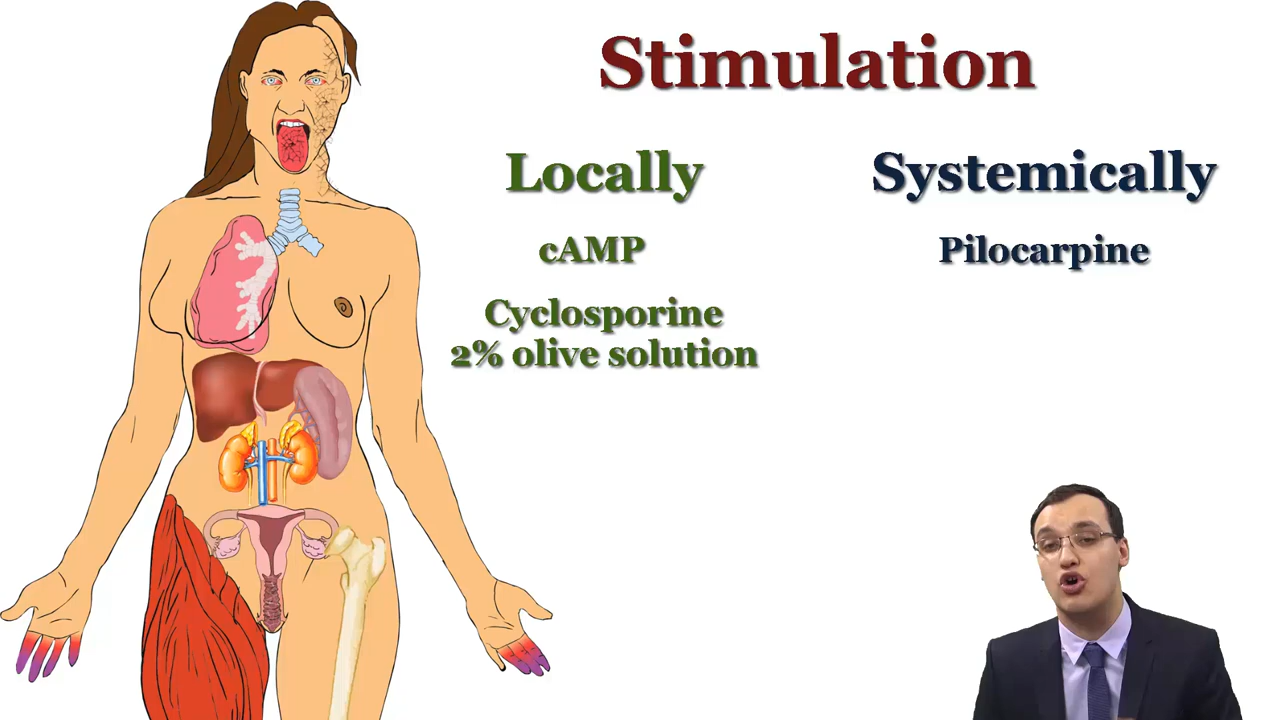 Stimulation
Locally
Systemically
cAMP
Pilocarpine
Cyclosporine
2% olive solution